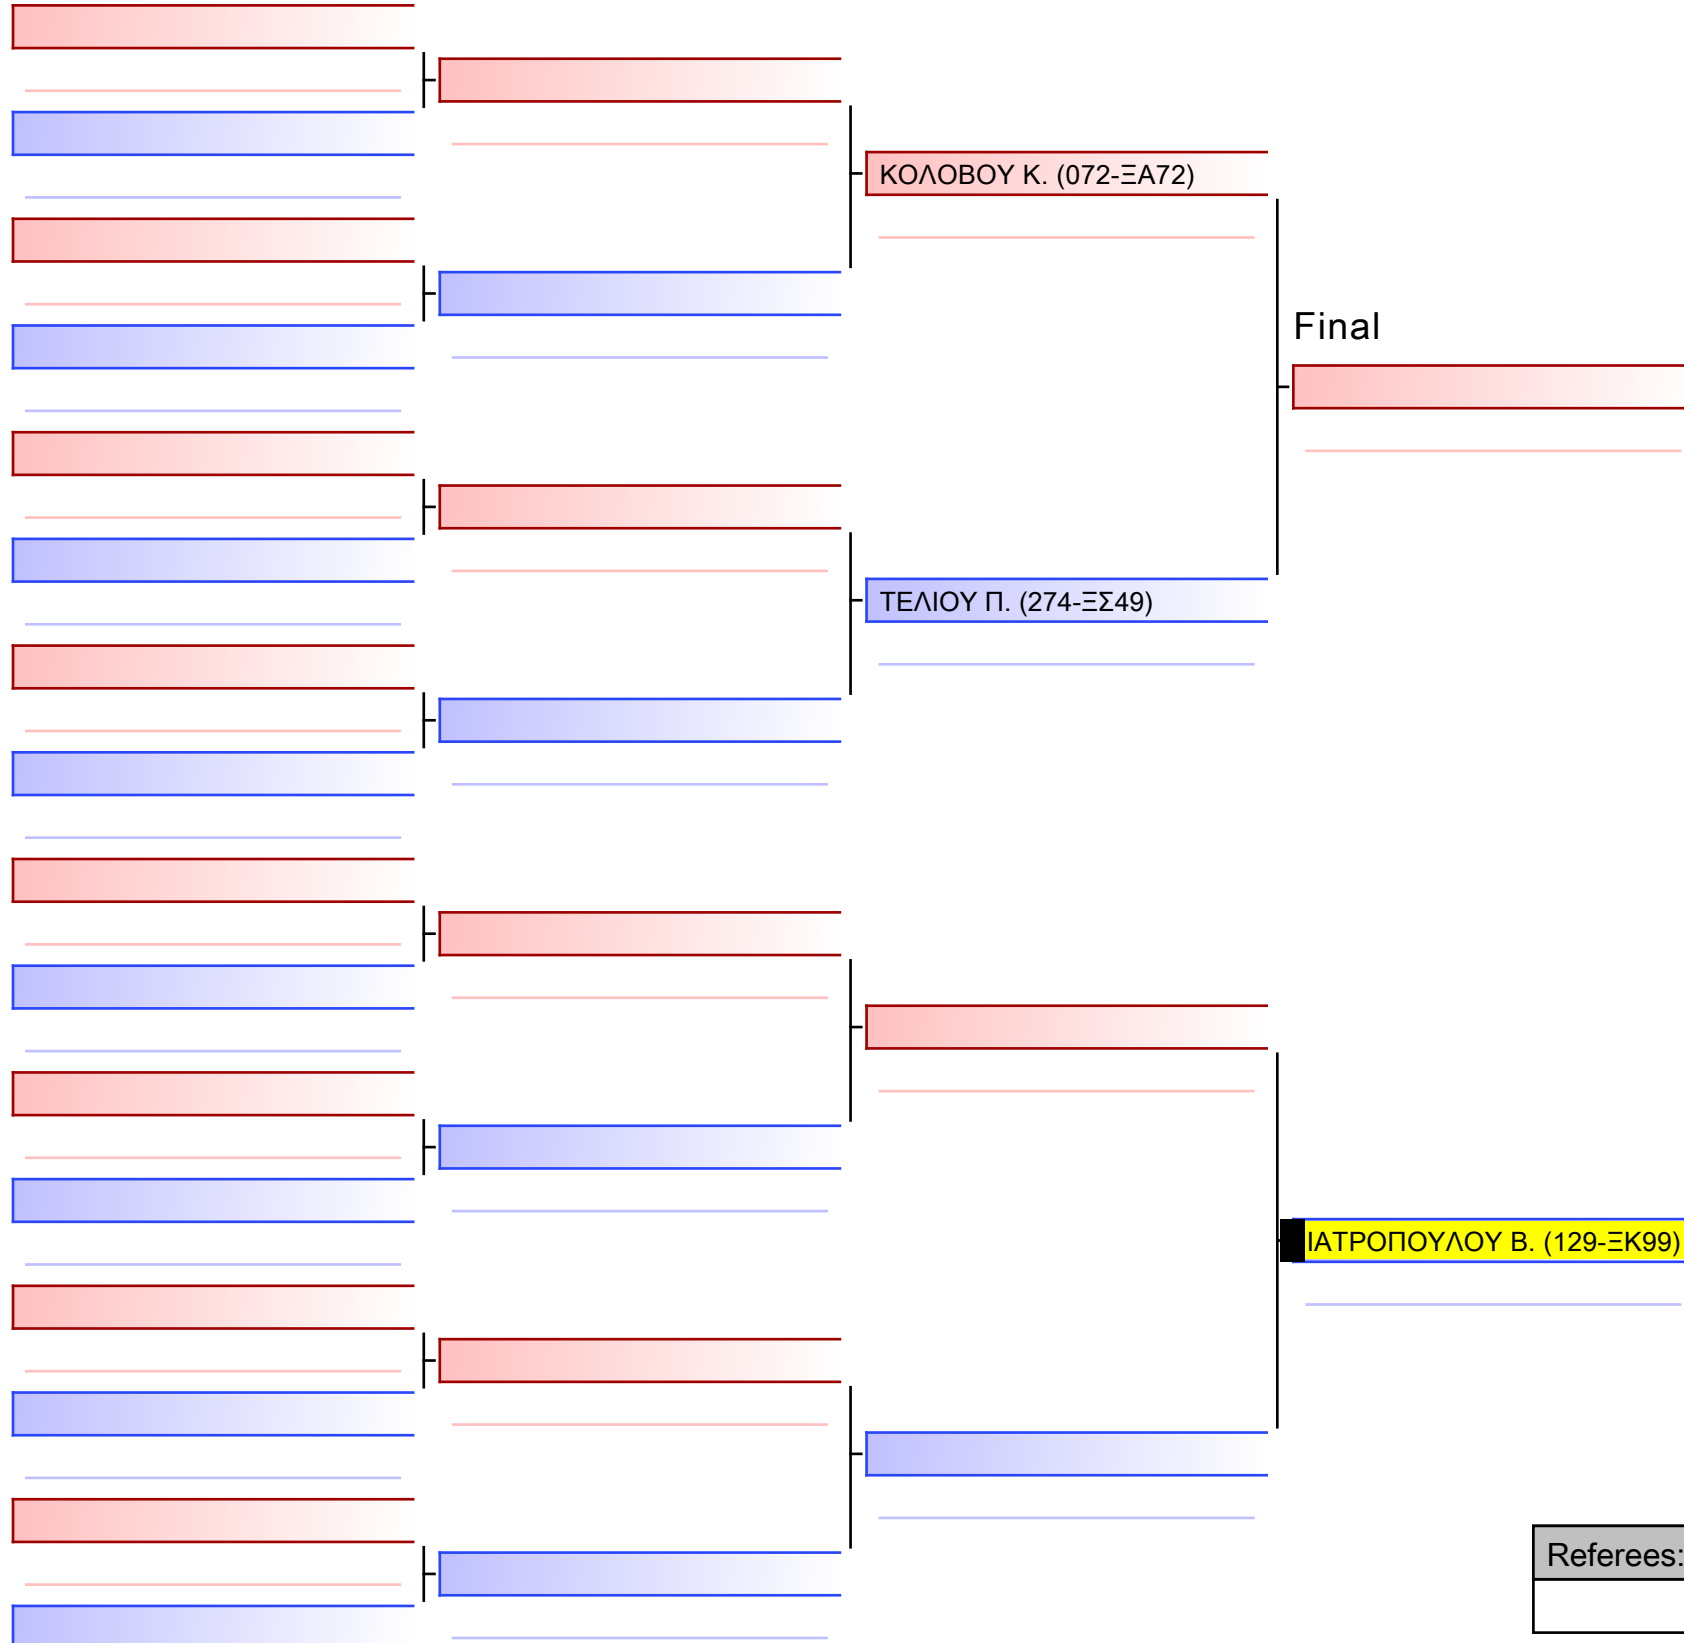 ΚΟΛΟΒΟΥ Κ. (072-ΞΑ72)
Final
ΤΕΛΙΟΥ Π. (274-ΞΣ49)
ΙΑΤΡΟΠΟΥΛΟΥ Β. (129-ΞΚ99)
Referees: